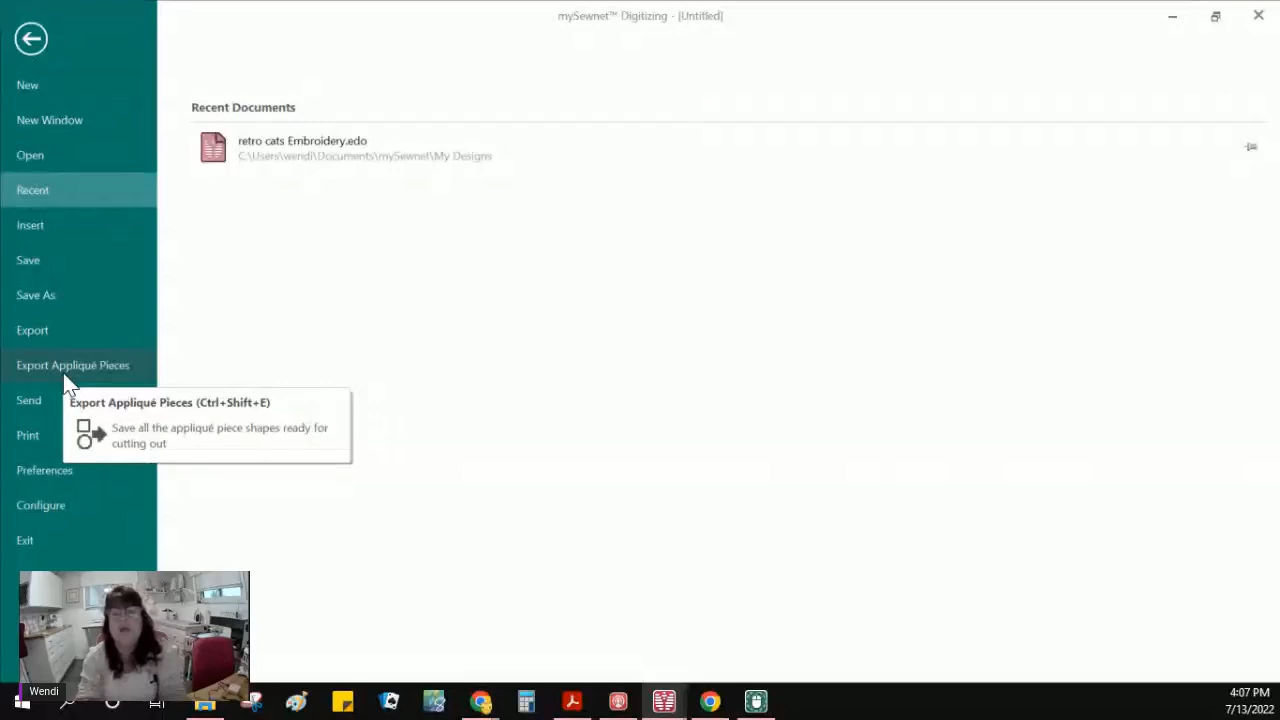 mySewnet™ Digitizing - [Untitled]
New
New Window
Open
Recent
Insert
Save
Save As
Export
Export Appliqué Pieces
Send
Print
Preferences
Configure
Exit
Recent Documents
retro cats Embroidery.edo
C:\Users\wendi\Documents\mySewnet\My Designs
Export Appliqué Pieces (Ctrl+Shift+E)
Save all the appliqué piece shapes ready for
cutting out
Wendi
4:07 PM
7/13/2022